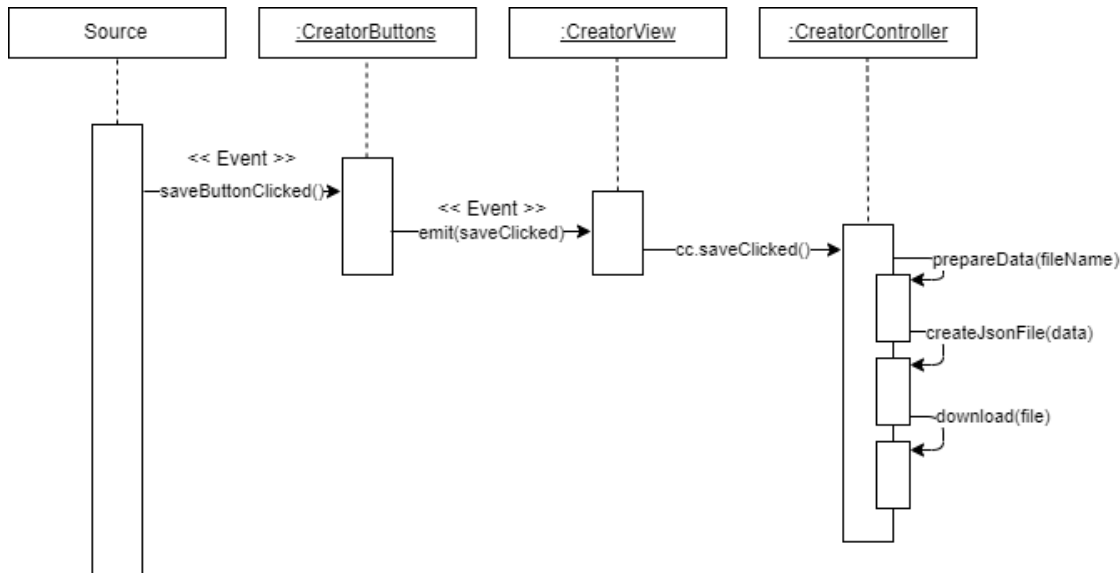 Source
:CreatorButtons
:CreatorView
:CreatorController
<< Event >>
saveButtonClicked()
<< Event >>
emit(saveClicked)
cc.saveClicked()
prepareData(fileName)
createJsonFile(data)
download(file)